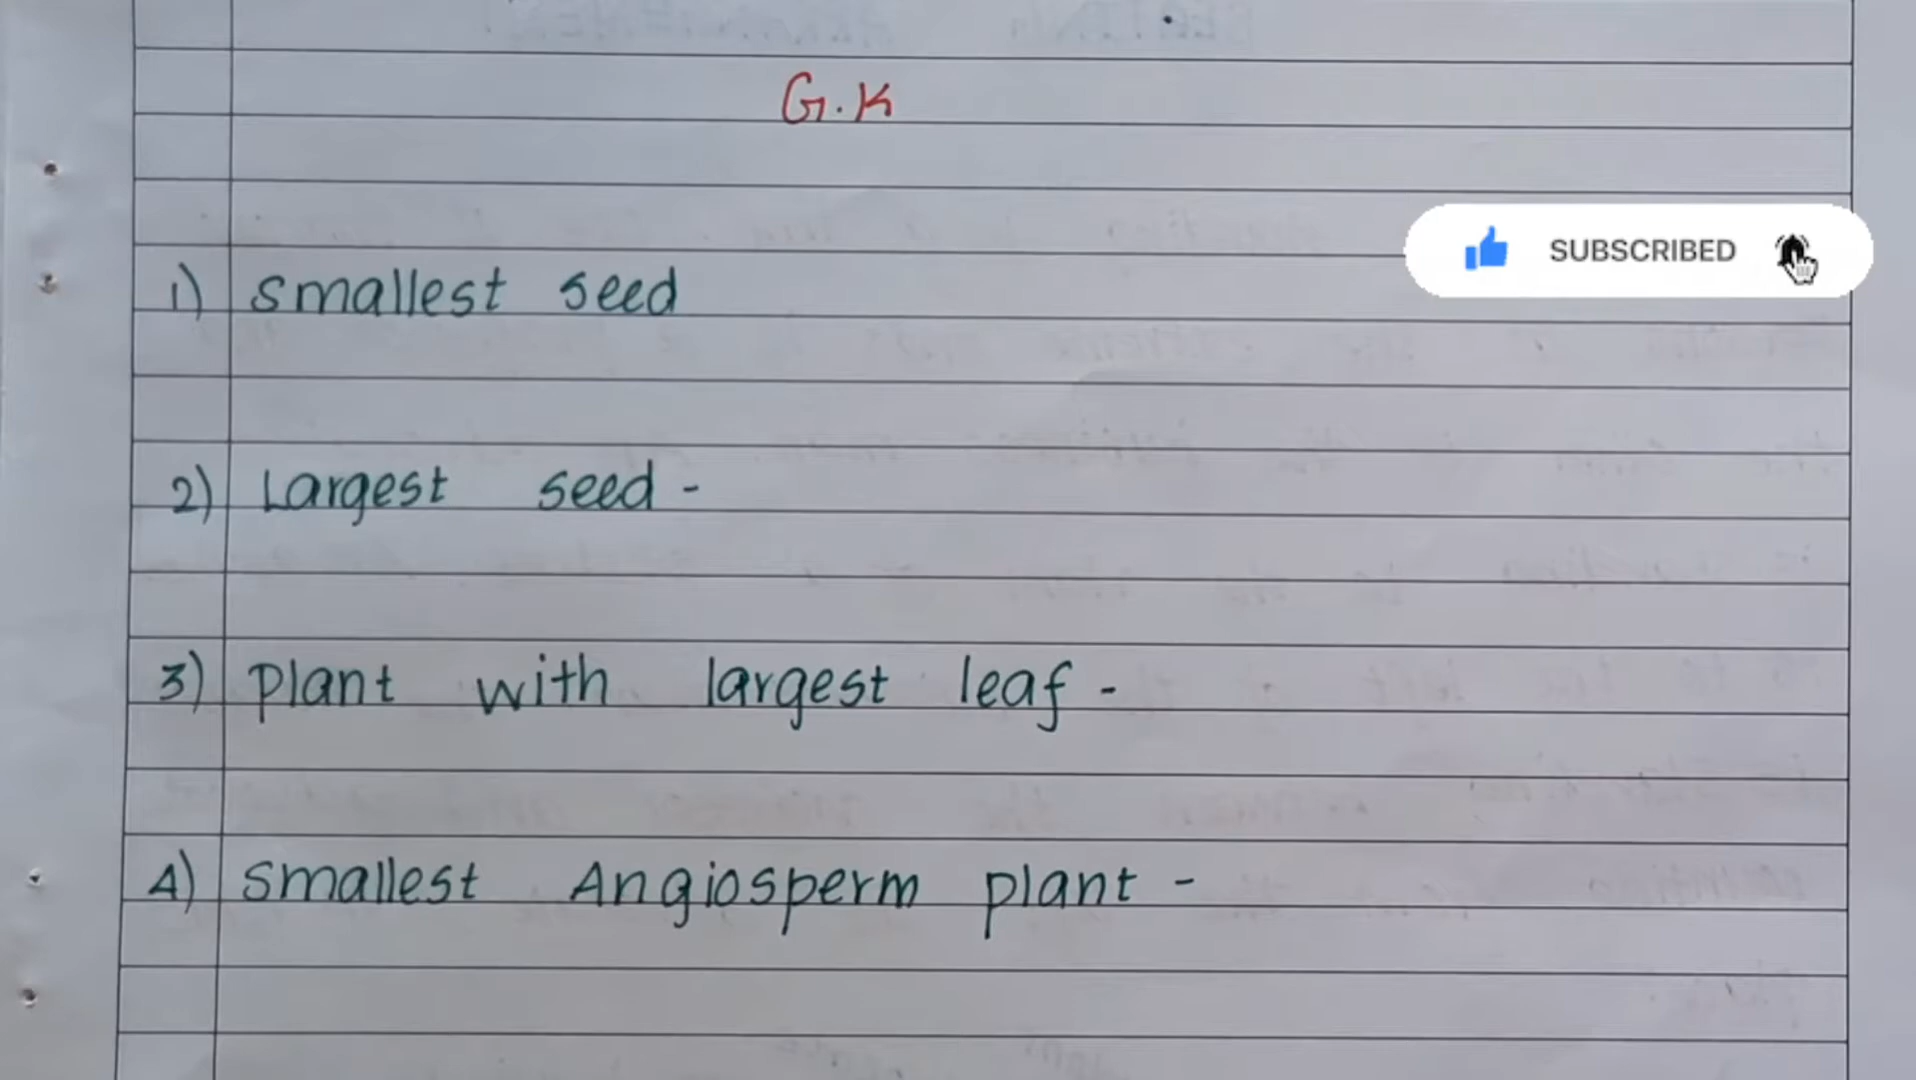 G.K
SUBSCRIBED
1) smallest seed
2) Largest seed -
3) plant with largest leaf -
4) smallest Angiosperm plant -